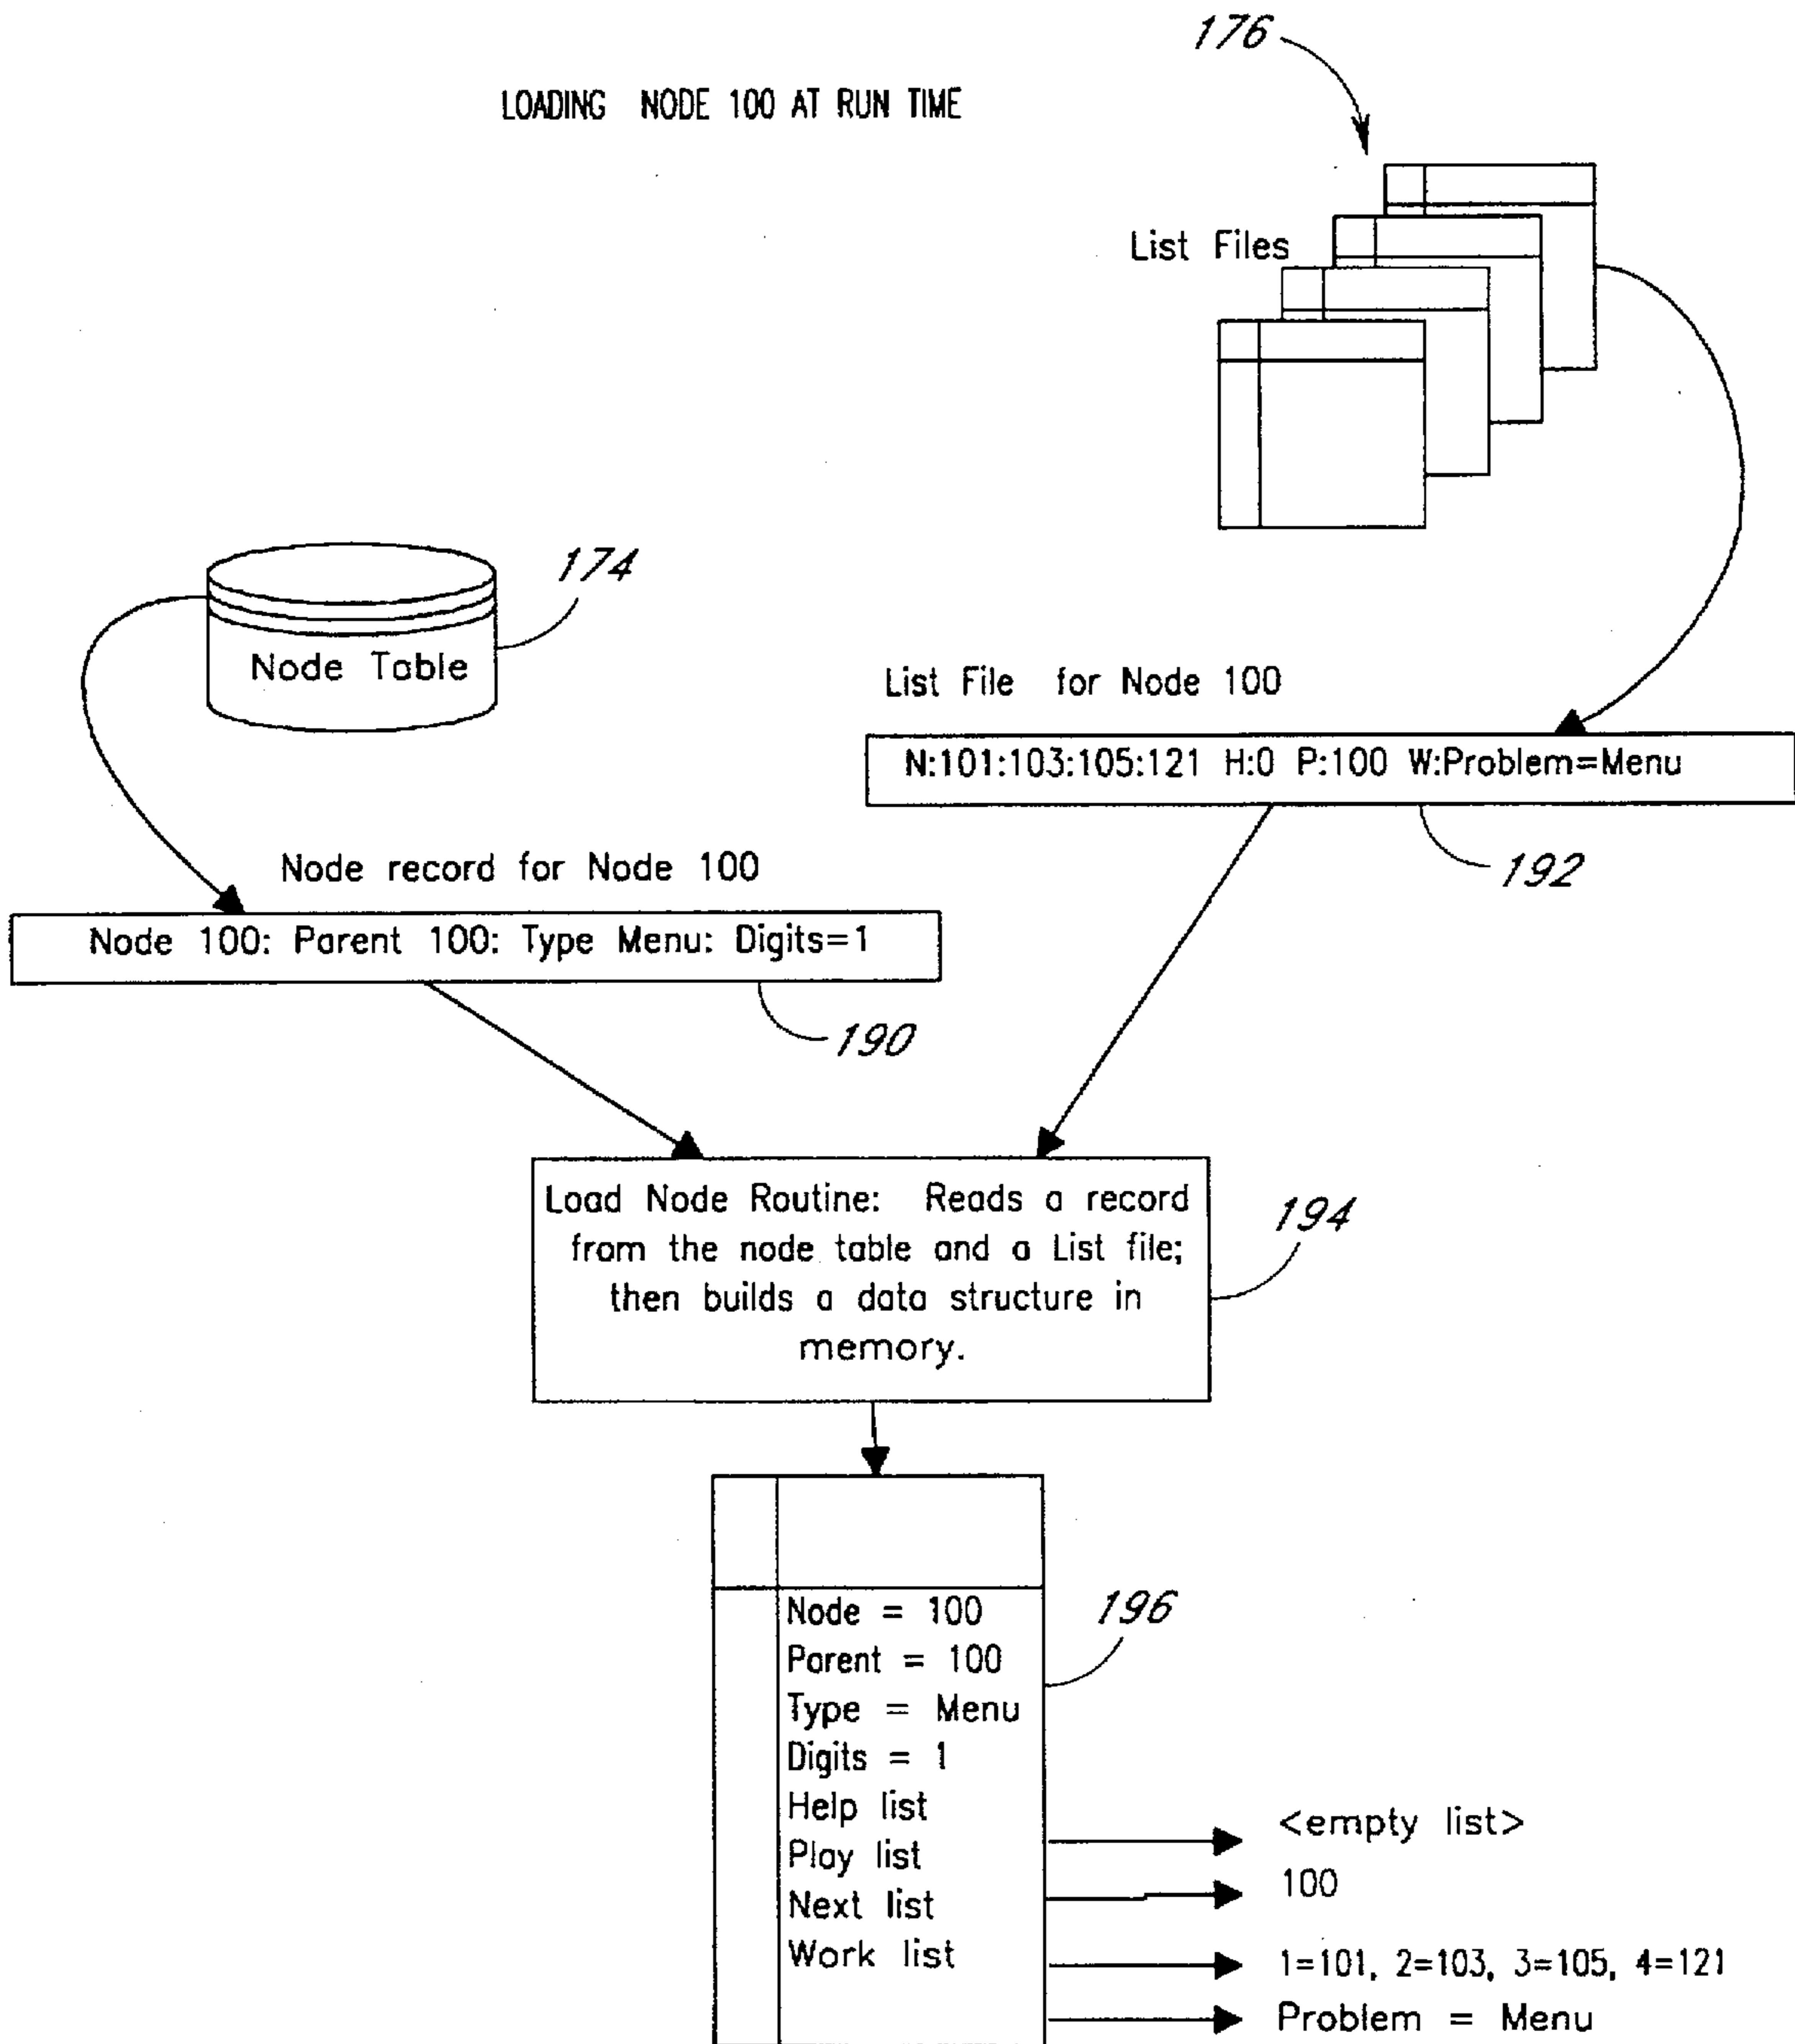 176
LOADING NODE 100 AT RUN TIME
List Files
174
Node Table
List File for Node 100
N:101:103:105:121 H:0 P:100 W:Problem=Menu
192
Node record for Node 100
Node 100: Parent 100: Type Menu: Digits=1
190
Load Node Routine: Reads a record
from the node table and a List file;
then builds a data structure in
memory.
194
Node = 100
196
Parent = 100
Type = Menu
Digits = 1
Help list
<empty list>
Play list
100
Next list
Work list
1=101, 2=103, 3=105, 4=121
Problem = Menu